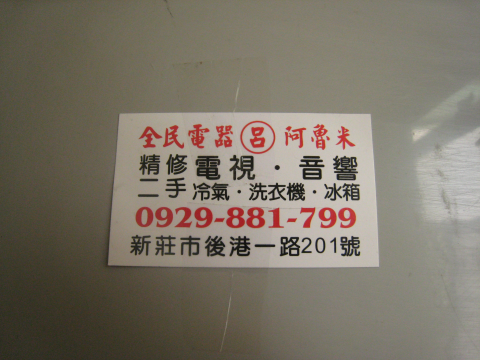 全民電器 呂 阿魯米
精修 電視·音響
二手 冷氣·洗衣機·冰箱
0929-881-799
新莊市後港一路201號